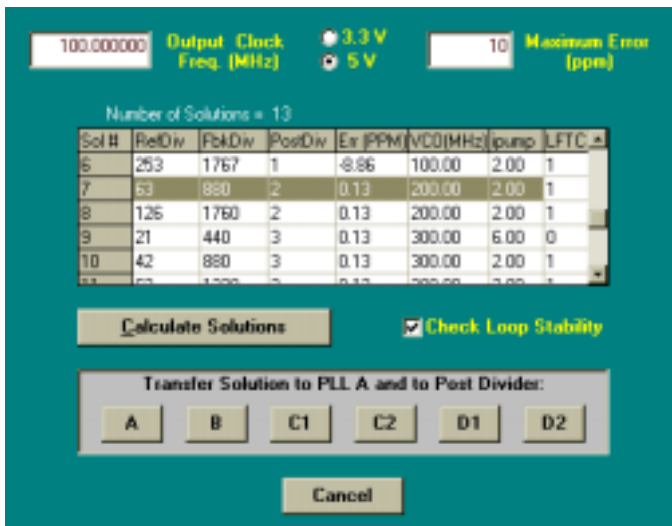 100.000000 Output Clock Freq. (MHz) 3.3 V 5 V 10 Maximum Error (ppm)
Number of Solutions = 13
Sol # RefDiv FbkDiv PostDiv Err (PPM) VCO(MHz) ipump LFTC
6 253 1767 1 -8.86 100.00 2.00 1
7 63 880 2 0.13 200.00 2.00 1
8 126 1760 2 0.13 200.00 2.00 1
9 21 440 3 0.13 300.00 6.00 0
10 42 880 3 0.13 300.00 2.00 1
Calculate Solutions Check Loop Stability
Transfer Solution to PLL A and to Post Divider:
A B C1 C2 D1 D2
Cancel